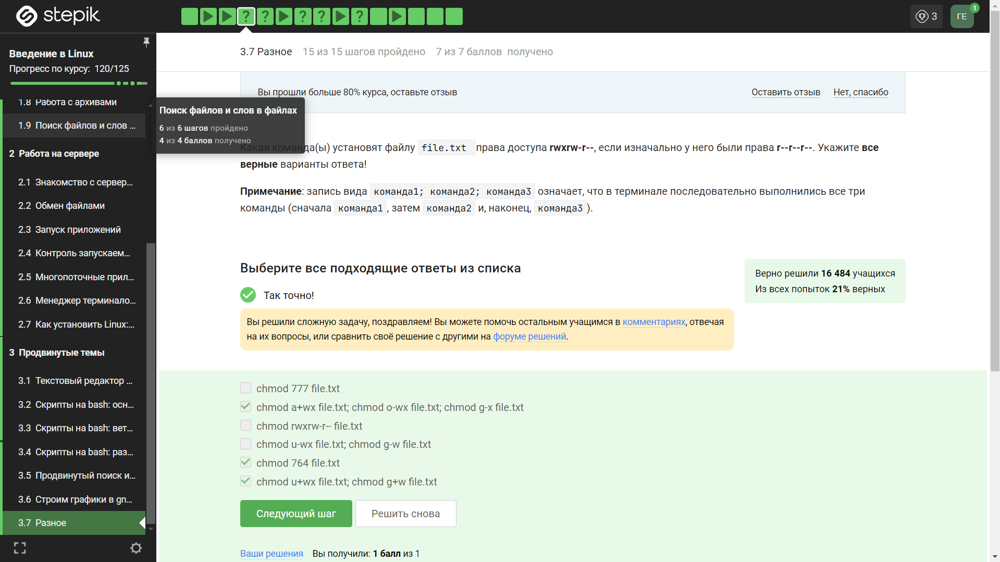 stepik
? ? ? ? ?
3
ГЕ
1
Введение в Linux
Прогресс по курсу: 120/125
1.8 Работа с архивами
1.9 Поиск файлов и слов ...
2 Работа на сервере
2.1 Знакомство с сервер...
2.2 Обмен файлами
2.3 Запуск приложений
2.4 Контроль запускаем...
2.5 Многопоточные прил...
2.6 Менеджер терминало...
2.7 Как установить Linux:...
3 Продвинутые темы
3.1 Текстовый редактор ...
3.2 Скрипты на bash: осн...
3.3 Скрипты на bash: вет...
3.4 Скрипты на bash: раз...
3.5 Продвинутый поиск и...
3.6 Строим графики в gn...
3.7 Разное
Поиск файлов и слов в файлах
6 из 6 шагов пройдено
4 из 4 баллов получено
3.7 Разное 15 из 15 шагов пройдено 7 из 7 баллов получено
Вы прошли больше 80% курса, оставьте отзыв Оставить отзыв Нет, спасибо
Какая команда(ы) установят файлу file.txt права доступа rwxrw-r--, если изначально у него были права r--r--r--. Укажите все
верные варианты ответа!
Примечание: запись вида команда1; команда2; команда3 означает, что в терминале последовательно выполнились все три
команды (сначала команда1 , затем команда2 и, наконец, команда3 ).
Выберите все подходящие ответы из списка
Верно решили 16 484 учащихся
Из всех попыток 21% верных
Так точно!
Вы решили сложную задачу, поздравляем! Вы можете помочь остальным учащимся в комментариях, отвечая
на их вопросы, или сравнить своё решение с другими на форуме решений.
chmod 777 file.txt
chmod a+wx file.txt; chmod o-wx file.txt; chmod g-x file.txt
chmod rwxrw-r-- file.txt
chmod u-wx file.txt; chmod g-w file.txt
chmod 764 file.txt
chmod u+wx file.txt; chmod g+w file.txt
Следующий шаг Решить снова
Ваши решения Вы получили: 1 балл из 1